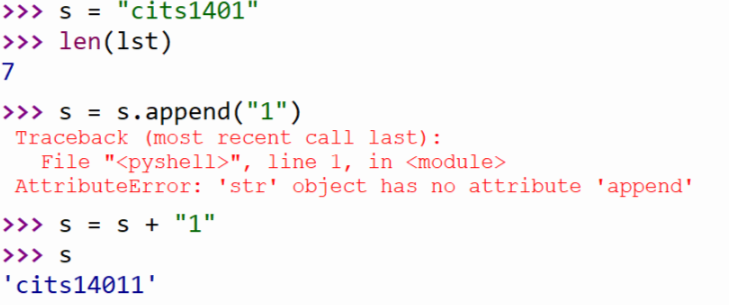 >>> s = "cits1401"
>>> len(lst)
7
>>> s = s.append("1")
Traceback (most recent call last):
  File "<pyshell>", line 1, in <module>
AttributeError: 'str' object has no attribute 'append'
>>> s = s + "1"
>>> s
'cits14011'